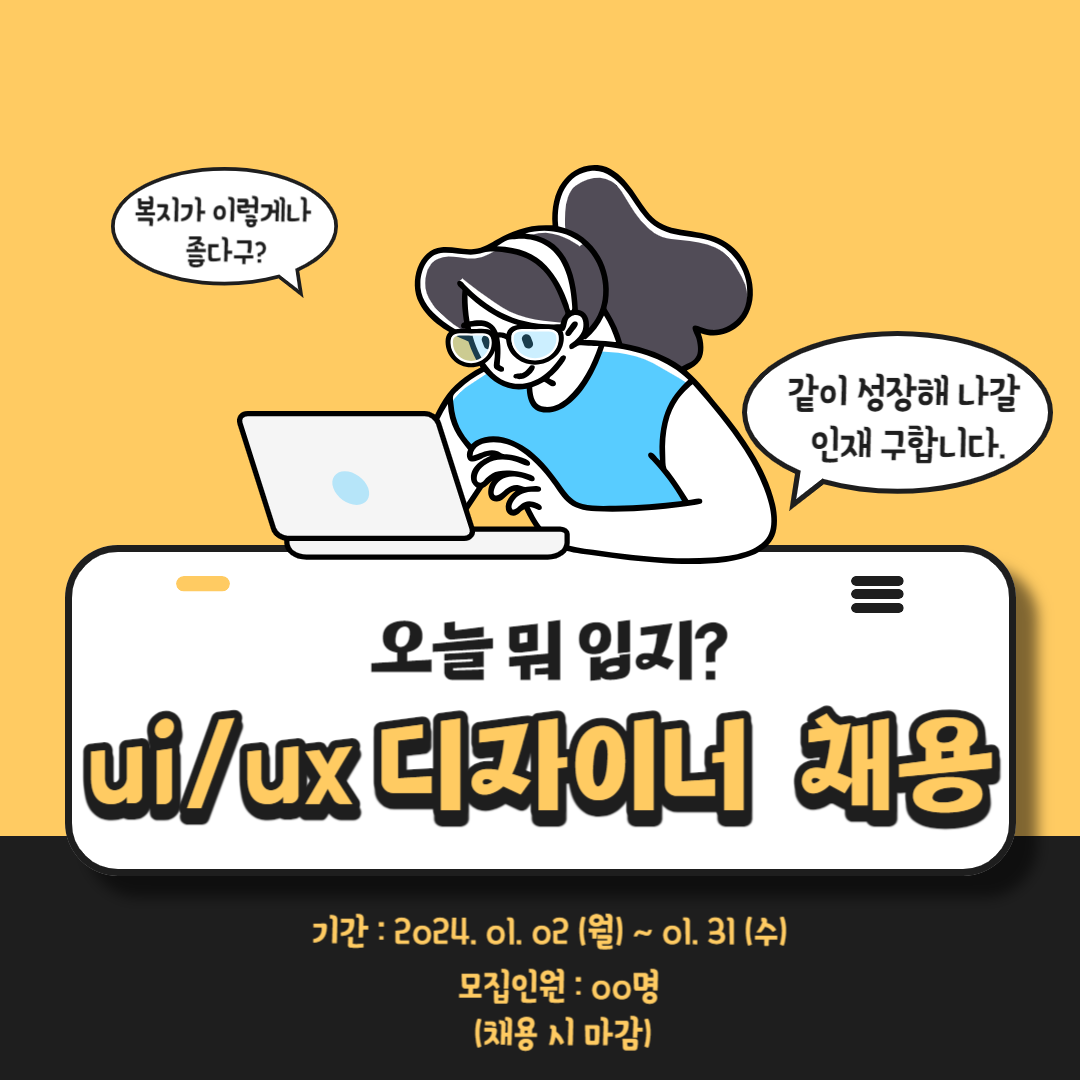 복지가 이렇게나
좋다구?
같이 성장해 나갈
인재 구합니다.
오늘 뭐 입지?
ui/ux 디자이너 채용
기간 : 2024. 01. 02 (월) ~ 01. 31 (수)
모집인원 : 00명
(채용 시 마감)